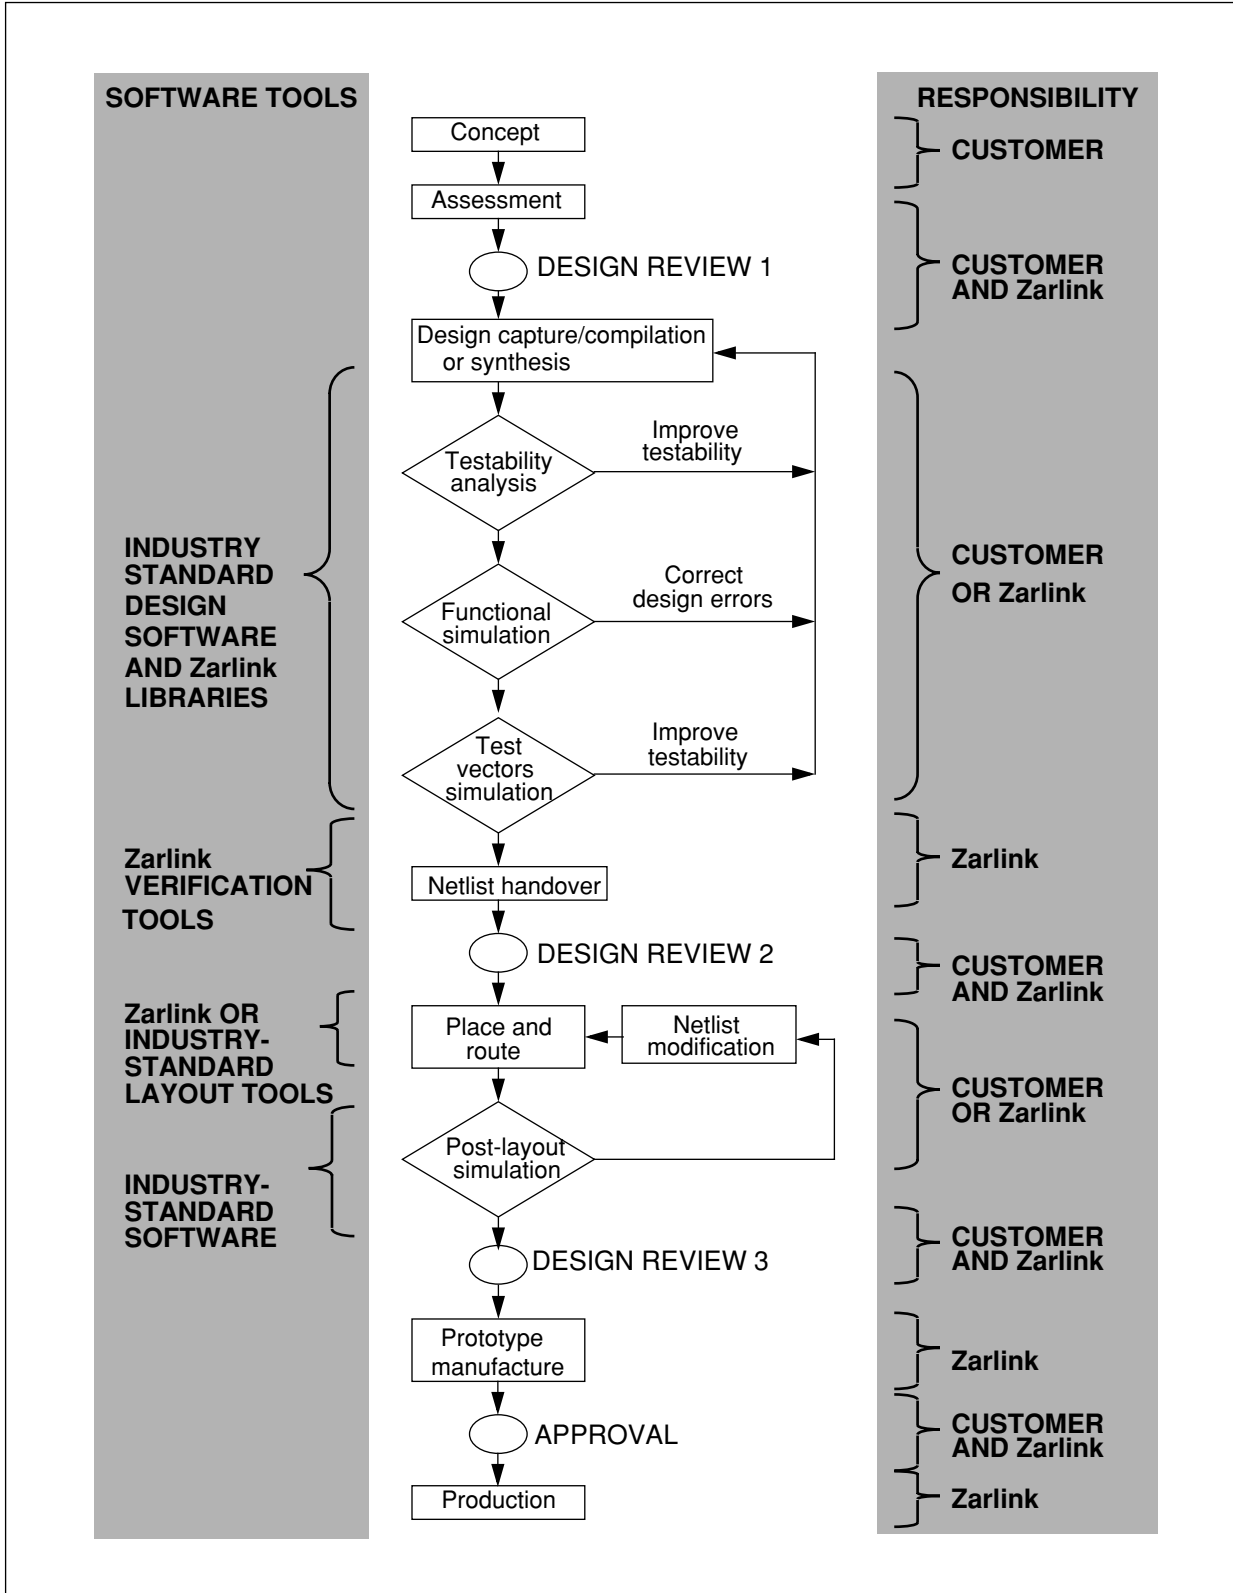 SOFTWARE TOOLS
INDUSTRY
STANDARD
DESIGN
SOFTWARE
AND Zarlink
LIBRARIES
Zarlink
VERIFICATION
TOOLS
Zarlink OR
INDUSTRY-
STANDARD
LAYOUT TOOLS
INDUSTRY-
STANDARD
SOFTWARE
Concept
Assessment
DESIGN REVIEW 1
Design capture/compilation
or synthesis
Testability
analysis
Improve
testability
Functional
simulation
Correct
design errors
Test
vectors
simulation
Improve
testability
Netlist handover
DESIGN REVIEW 2
Place and
route
Netlist
modification
Post-layout
simulation
DESIGN REVIEW 3
Prototype
manufacture
APPROVAL
Production
RESPONSIBILITY
CUSTOMER
CUSTOMER
AND Zarlink
CUSTOMER
OR Zarlink
Zarlink
CUSTOMER
AND Zarlink
CUSTOMER
OR Zarlink
CUSTOMER
AND Zarlink
Zarlink
CUSTOMER
AND Zarlink
Zarlink